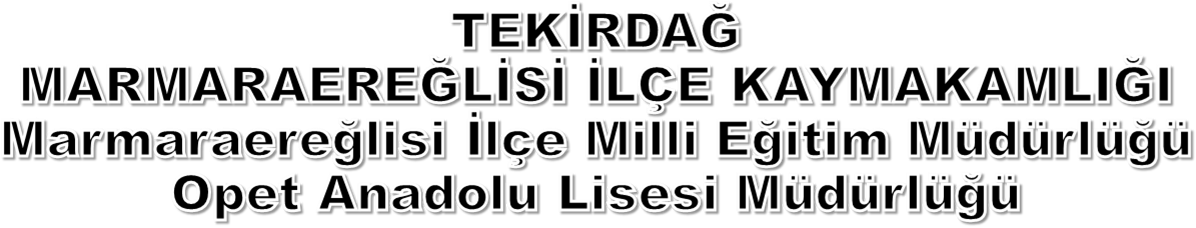 TEKİRDAĞ
MARMARAEREĞLİSİ İLÇE KAYMAKAMLIĞI
Marmaraereğlisi İlçe Milli Eğitim Müdürlüğü
Opet Anadolu Lisesi Müdürlüğü